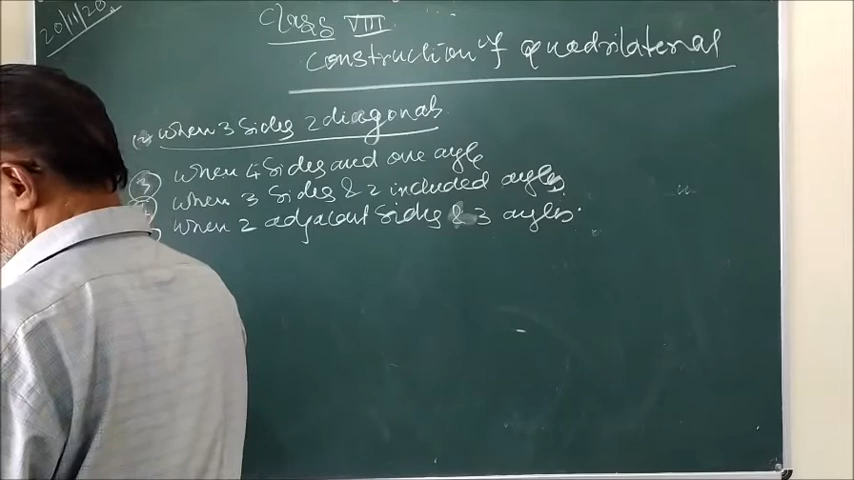 20/11/20
Class VIII
Construction of quadrilateral
(2) when 3 Sides 2 diagonals
(3) when 4 Sides and one angle
(4) when 3 Sides & 2 included angles.
when 2 adjacent Sides & 3 angles.